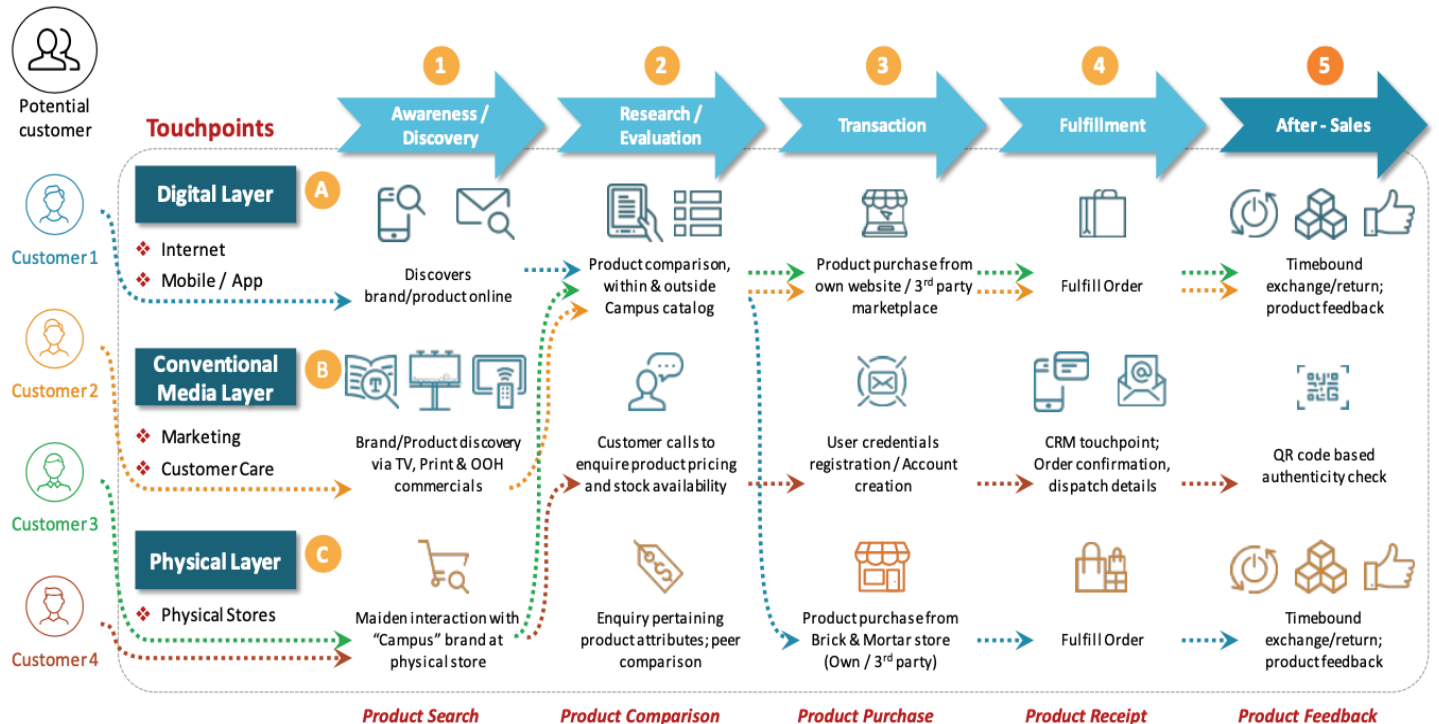 Potential
customer
Touchpoints
1
Awareness /
Discovery
2
Research /
Evaluation
3
Transaction
4
Fulfillment
5
After - Sales
Customer 1
Digital Layer
A
Internet
Mobile / App
Discovers
brand/product online
Product comparison,
within & outside
Campus catalog
Product purchase from
own website / 3rd party
marketplace
Fulfill Order
Timebound
exchange/return;
product feedback
Customer 2
Conventional
Media Layer
B
Marketing
Customer Care
T
Brand/Product discovery
via TV, Print & OOH
commercials
Customer calls to
enquire product pricing
and stock availability
User credentials
registration / Account
creation
@
CRM touchpoint;
Order confirmation,
dispatch details
QR code based
authenticity check
Customer 3
Physical Layer
C
Physical Stores
Customer 4
Maiden interaction with
“Campus” brand at
physical store
Enquiry pertaining
product attributes; peer
comparison
Product purchase from
Brick & Mortar store
(Own / 3rd party)
Fulfill Order
Timebound
exchange/return;
product feedback
Product Search
Product Comparison
Product Purchase
Product Receipt
Product Feedback